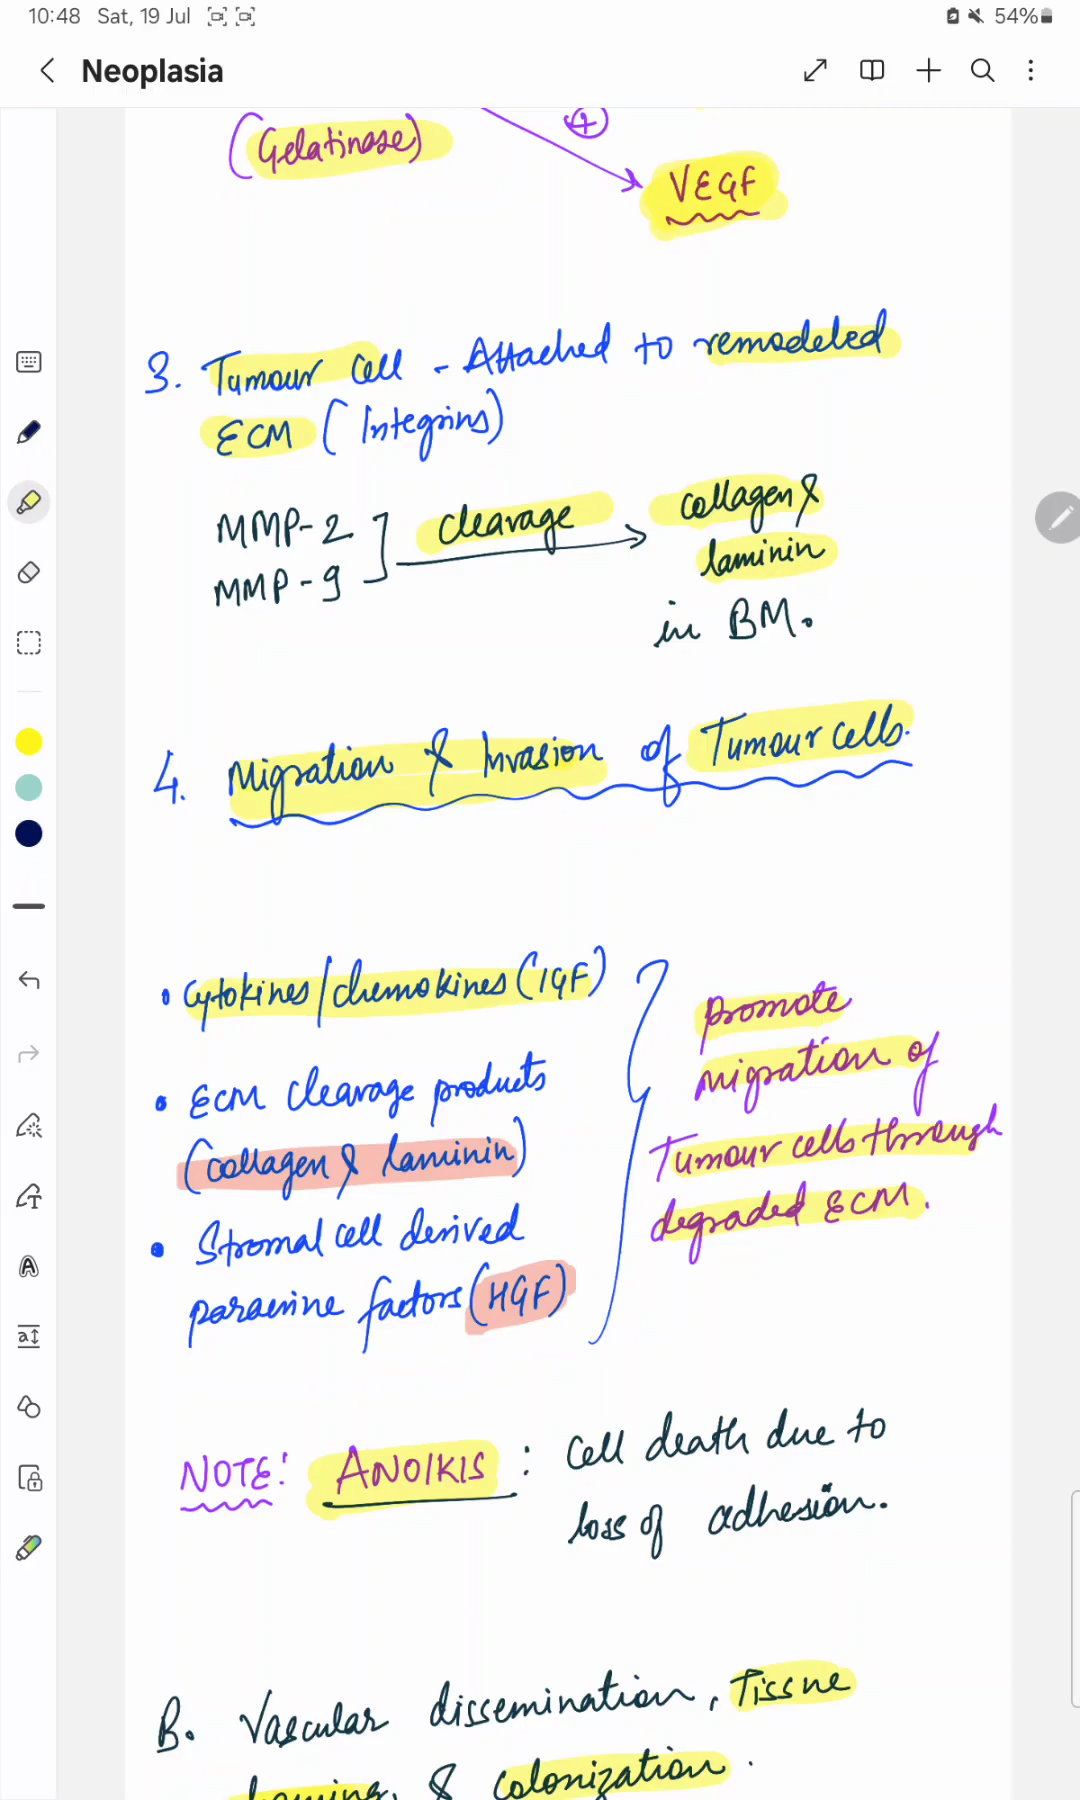 10:48 Sat, 19 Jul 54%
Neoplasia
(Gelatinase)
+
VEGF
3. Tumour Cell - Attached to remodeled
ECM (Integrins)
MMP-2
MMP-9
cleavage
collagen &
laminin
in BM.
4. Migration & Invasion of Tumour cells.
• Cytokines/chemokines (IGF)
• ECM cleavage products
(collagen & laminin)
• Stromal cell derived
paracrine factors (HGF)
promote
migration of
Tumour cells through
degraded ECM.
NOTE! ANOIKIS : Cell death due to
loss of adhesion.
B. Vascular dissemination, Tissue
homing, & colonization.